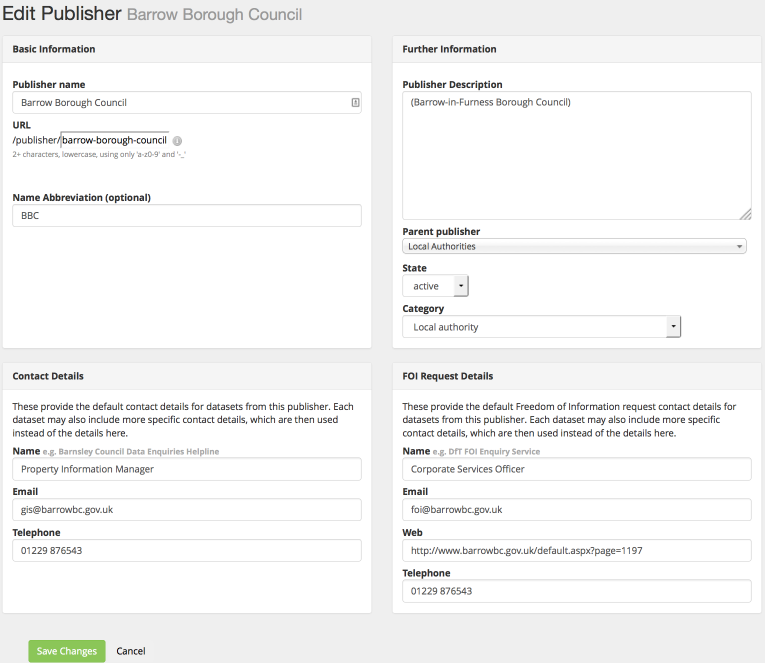 Edit Publisher Barrow Borough Council
Basic Information
Publisher name
Barrow Borough Council
URL
/publisher/barrow-borough-council
2+ characters, lowercase, using only 'a-z0-9' and '-_'
Name Abbreviation (optional)
BBC
Further Information
Publisher Description
(Barrow-in-Furness Borough Council)
Parent publisher
Local Authorities
State
active
Category
Local authority
Contact Details
These provide the default contact details for datasets from this publisher. Each
dataset may also include more specific contact details, which are then used
instead of the details here.
Name e.g. Barnsley Council Data Enquiries Helpline
Property Information Manager
Email
gis@barrowbc.gov.uk
Telephone
01229 876543
FOI Request Details
These provide the default Freedom of Information request contact details for
datasets from this publisher. Each dataset may also include more specific
contact details, which are then used instead of the details here.
Name e.g. DfT FOI Enquiry Service
Corporate Services Officer
Email
foi@barrowbc.gov.uk
Web
http://www.barrowbc.gov.uk/default.aspx?page=1197
Telephone
01229 876543
Save Changes
Cancel